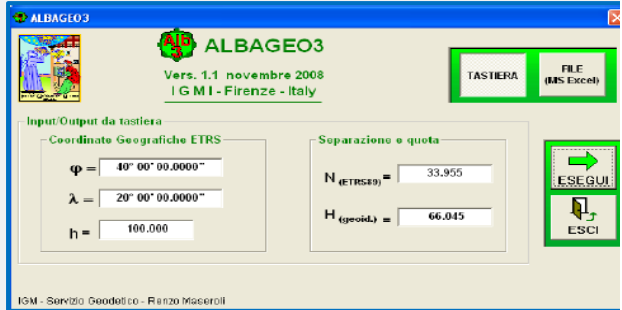 ALBAGEO3
Alb
3
ALBAGEO3
Vers. 1.1 novembre 2008
I G M I - Firenze - Italy
TASTIERA
FILE
(MS Excel)
Input/Output da tastiera
Coordinate Geografiche ETRS
φ = 40° 00' 00.0000"
λ = 20° 00' 00.0000"
h = 100.000
Separazione e quota
N (ETRS89) = 33.955
H (geoid.) = 66.045
ESEGUI
ESCI
IGM - Servizio Geodetico - Renzo Maseroli